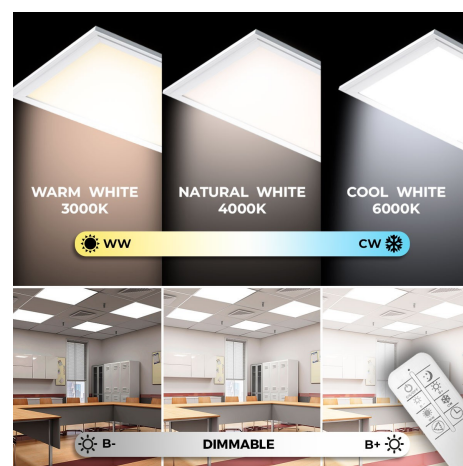 WARM WHITE
3000K
NATURAL WHITE
4000K
COOL WHITE
6000K
WW
CW
B-
DIMMABLE
B+